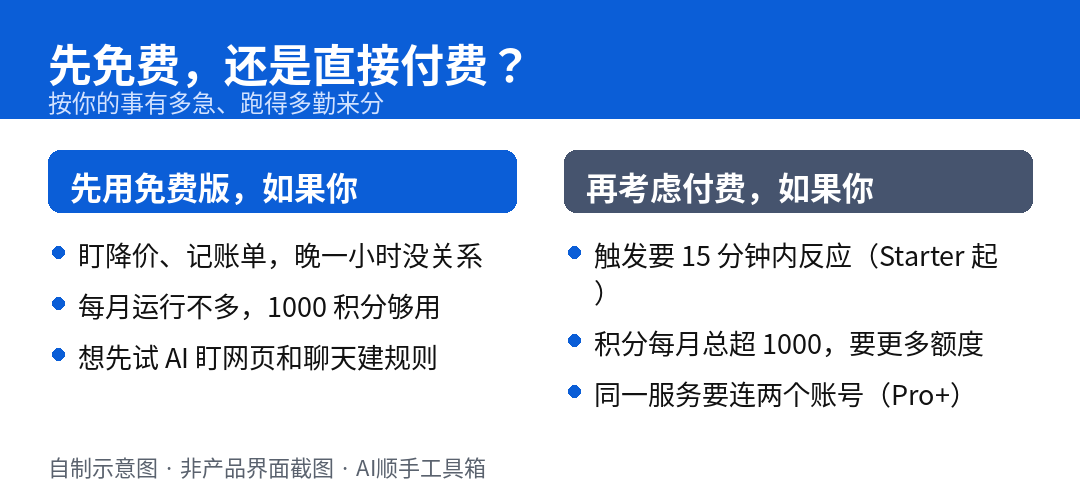 先免费，还是直接付费？
按你的事有多急、跑得多勤来分
先用免费版，如果你
盯降价、记账单，晚一小时没关系
每月运行不多，1000 积分够用
想先试 AI 盯网页和聊天建规则
再考虑付费，如果你
触发要 15 分钟内反应（Starter 起
）
积分每月总超 1000，要更多额度
同一服务要连两个账号（Pro+）
自制示意图 · 非产品界面截图 · AI顺手工具箱